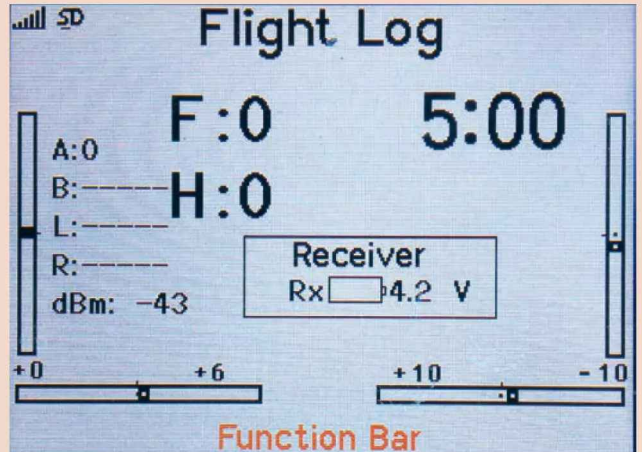 SD
Flight Log
F:0
5:00
A:0
B:-----
H:0
L:-----
R:-----
dBm: -43
Receiver
Rx 4.2 V
+0 +6 +10 -10
Function Bar